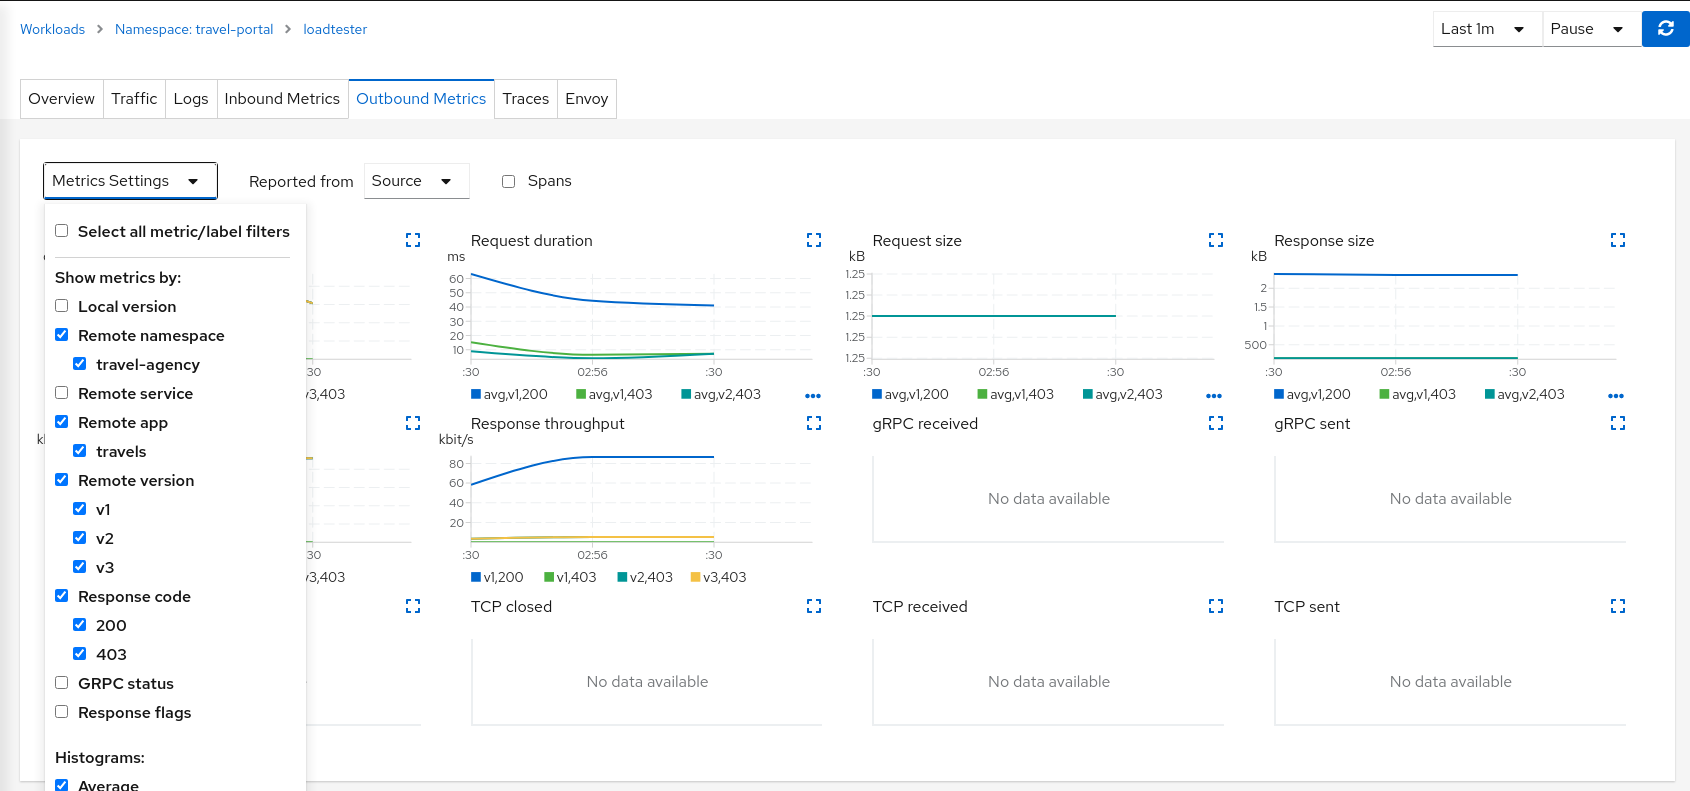 Workloads > Namespace: travel-portal > loadtester
Last 1m
Pause
Overview Traffic Logs Inbound Metrics Outbound Metrics Traces Envoy
Metrics Settings
Reported from Source
Spans
Select all metric/label filters
Show metrics by:
Local version
Remote namespace
travel-agency
Remote service
Remote app
travels
Remote version
v1
v2
v3
Response code
200
403
GRPC status
Response flags
Histograms:
Average
30
v3,403
30
v3,403
Request duration
ms
60
50
40
30
20
10
:30 02:56 :30
avg,v1,200 avg,v1,403 avg,v2,403
Request size
kB
1.25
1.25
1.25
1.25
1.25
:30 02:56 :30
avg,v1,200 avg,v1,403 avg,v2,403
Response size
kB
2
1.5
1
500
:30 02:56 :30
avg,v1,200 avg,v1,403 avg,v2,403
Response throughput
kbit/s
80
60
40
20
:30 02:56 :30
v1,200 v1,403 v2,403 v3,403
gRPC received
No data available
gRPC sent
No data available
TCP closed
No data available
TCP received
No data available
TCP sent
No data available